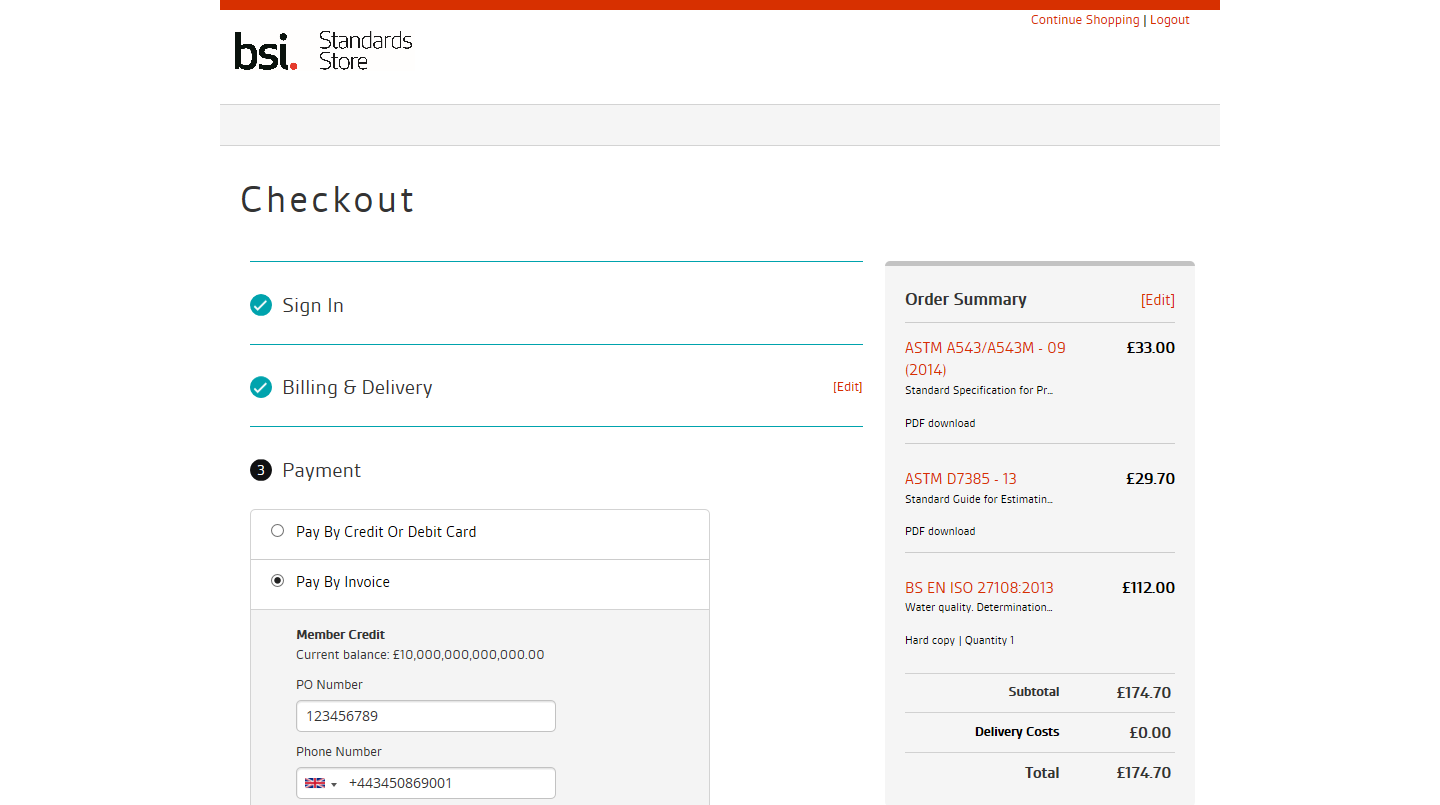 Continue Shopping | Logout
bsi. Standards
Store
Checkout
Sign In
Billing & Delivery [Edit]
3 Payment
Pay By Credit Or Debit Card
Pay By Invoice
Member Credit
Current balance: £10,000,000,000,000.00
PO Number
123456789
Phone Number
+443450869001
Order Summary [Edit]
ASTM A543/A543M - 09 £33.00
(2014)
Standard Specification for Pr...
PDF download
ASTM D7385 - 13 £29.70
Standard Guide for Estimatin...
PDF download
BS EN ISO 27108:2013 £112.00
Water quality. Determination...
Hard copy | Quantity 1
Subtotal £174.70
Delivery Costs £0.00
Total £174.70